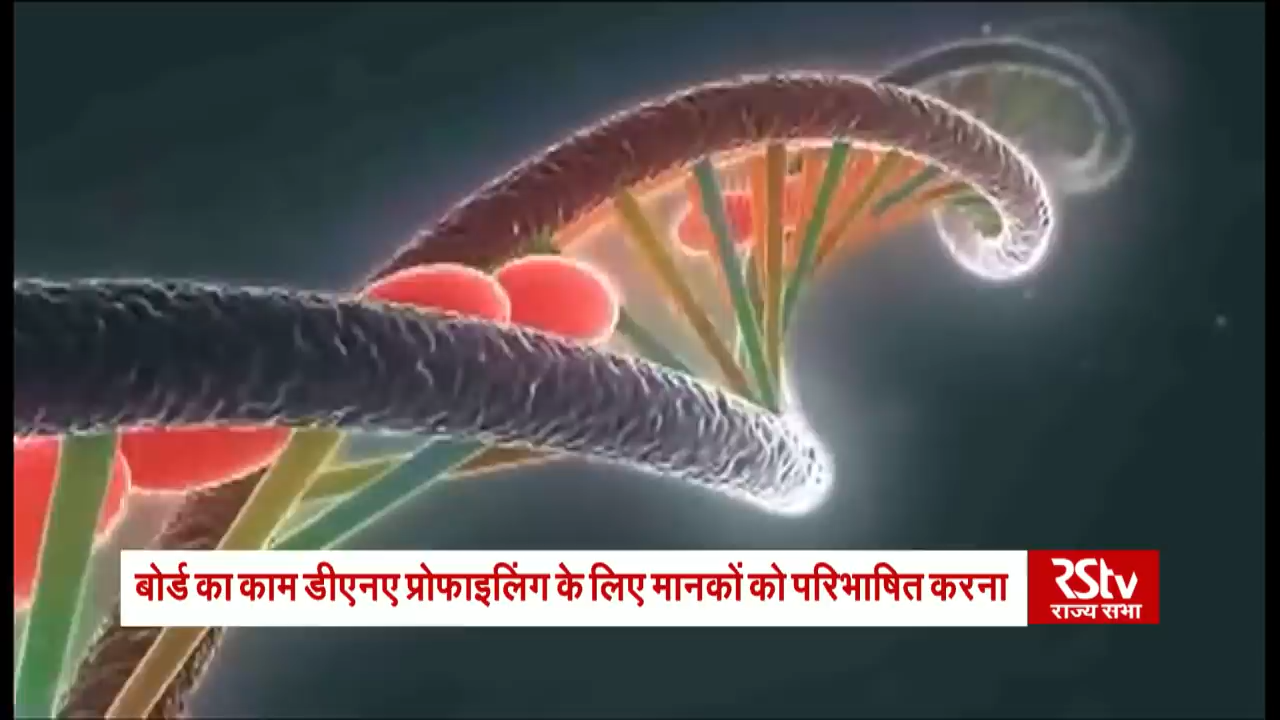 बोर्ड का काम डीएनए प्रोफाइलिंग के लिए मानकों को परिभाषित करना
RSTV
राज्य सभा